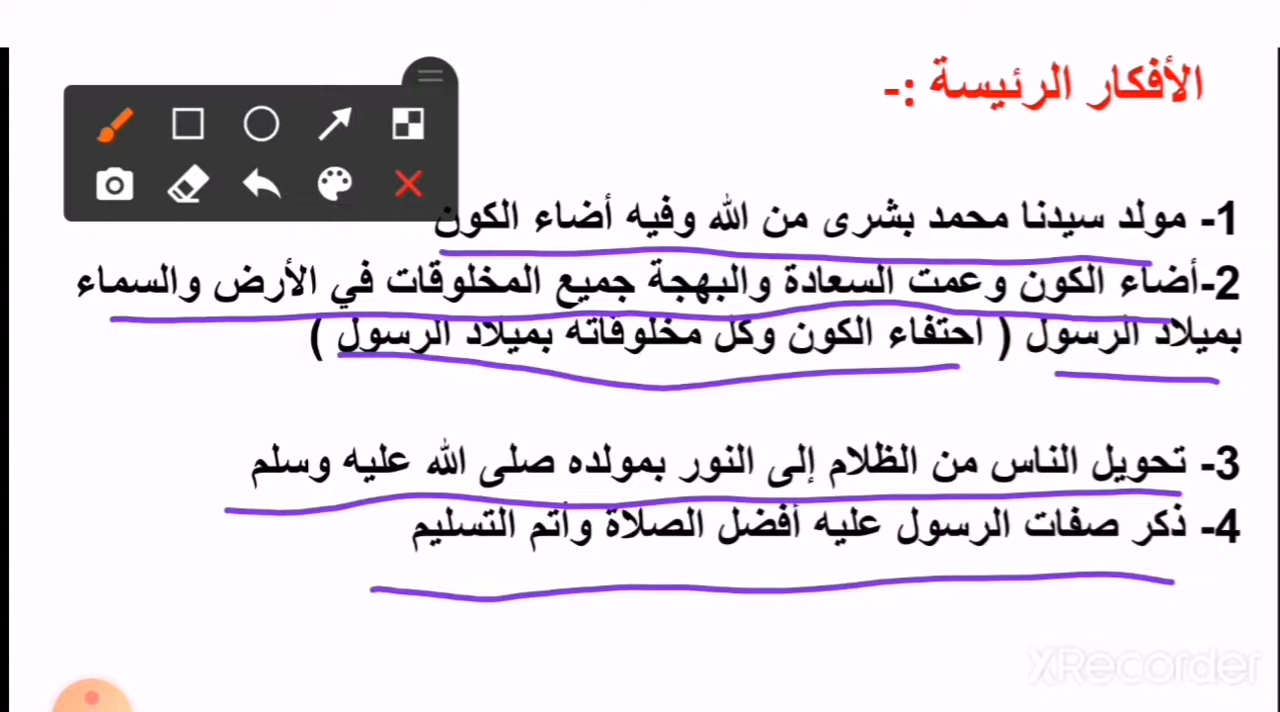 الأفكار الرئيسة :-
1- مولد سيدنا محمد بشرى من الله وفيه أضاء الكون
2-أضاء الكون وعمت السعادة والبهجة جميع المخلوقات في الأرض والسماء
بميلاد الرسول ( احتفاء الكون وكل مخلوقاته بميلاد الرسول )
3- تحويل الناس من الظلام إلى النور بمولده صلى الله عليه وسلم
4- ذكر صفات الرسول عليه أفضل الصلاة وأتم التسليم
XRecorder